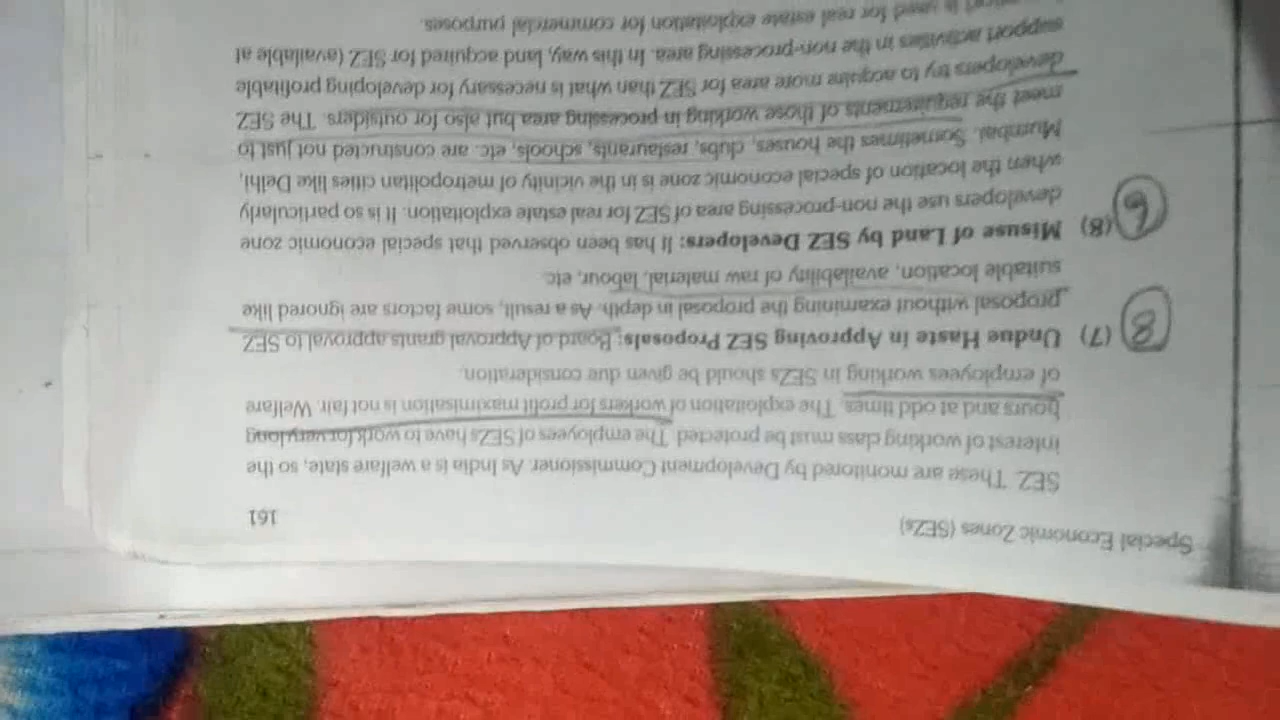 Special Economic Zones (SEZs)
161
SEZ. These are monitored by Development Commissioner. As India is a welfare state, so the
interest of working class must be protected. The employees of SEZs have to work for very long
hours and at odd times. The exploitation of workers for profit maximisation is not fair. Welfare
of employees working in SEZs should be given due consideration.
8
(7) Undue Haste in Approving SEZ Proposals: Board of Approval grants approval to SEZ
proposal without examining the proposal in depth. As a result, some factors are ignored like
suitable location, availability of raw material, labour, etc.
(8) Misuse of Land by SEZ Developers: It has been observed that special economic zone
developers use the non-processing area of SEZ for real estate exploitation. It is so particularly
when the location of special economic zone is in the vicinity of metropolitan cities like Delhi,
Mumbai. Sometimes the houses, clubs, restaurants, schools, etc. are constructed not just to
meet the requirements of those working in processing area but also for outsiders. The SEZ
developers try to acquire more area for SEZ than what is necessary for developing profitable
support activities in the non-processing area. In this way, land acquired for SEZ (available at
is used for real estate exploitation for commercial purposes.